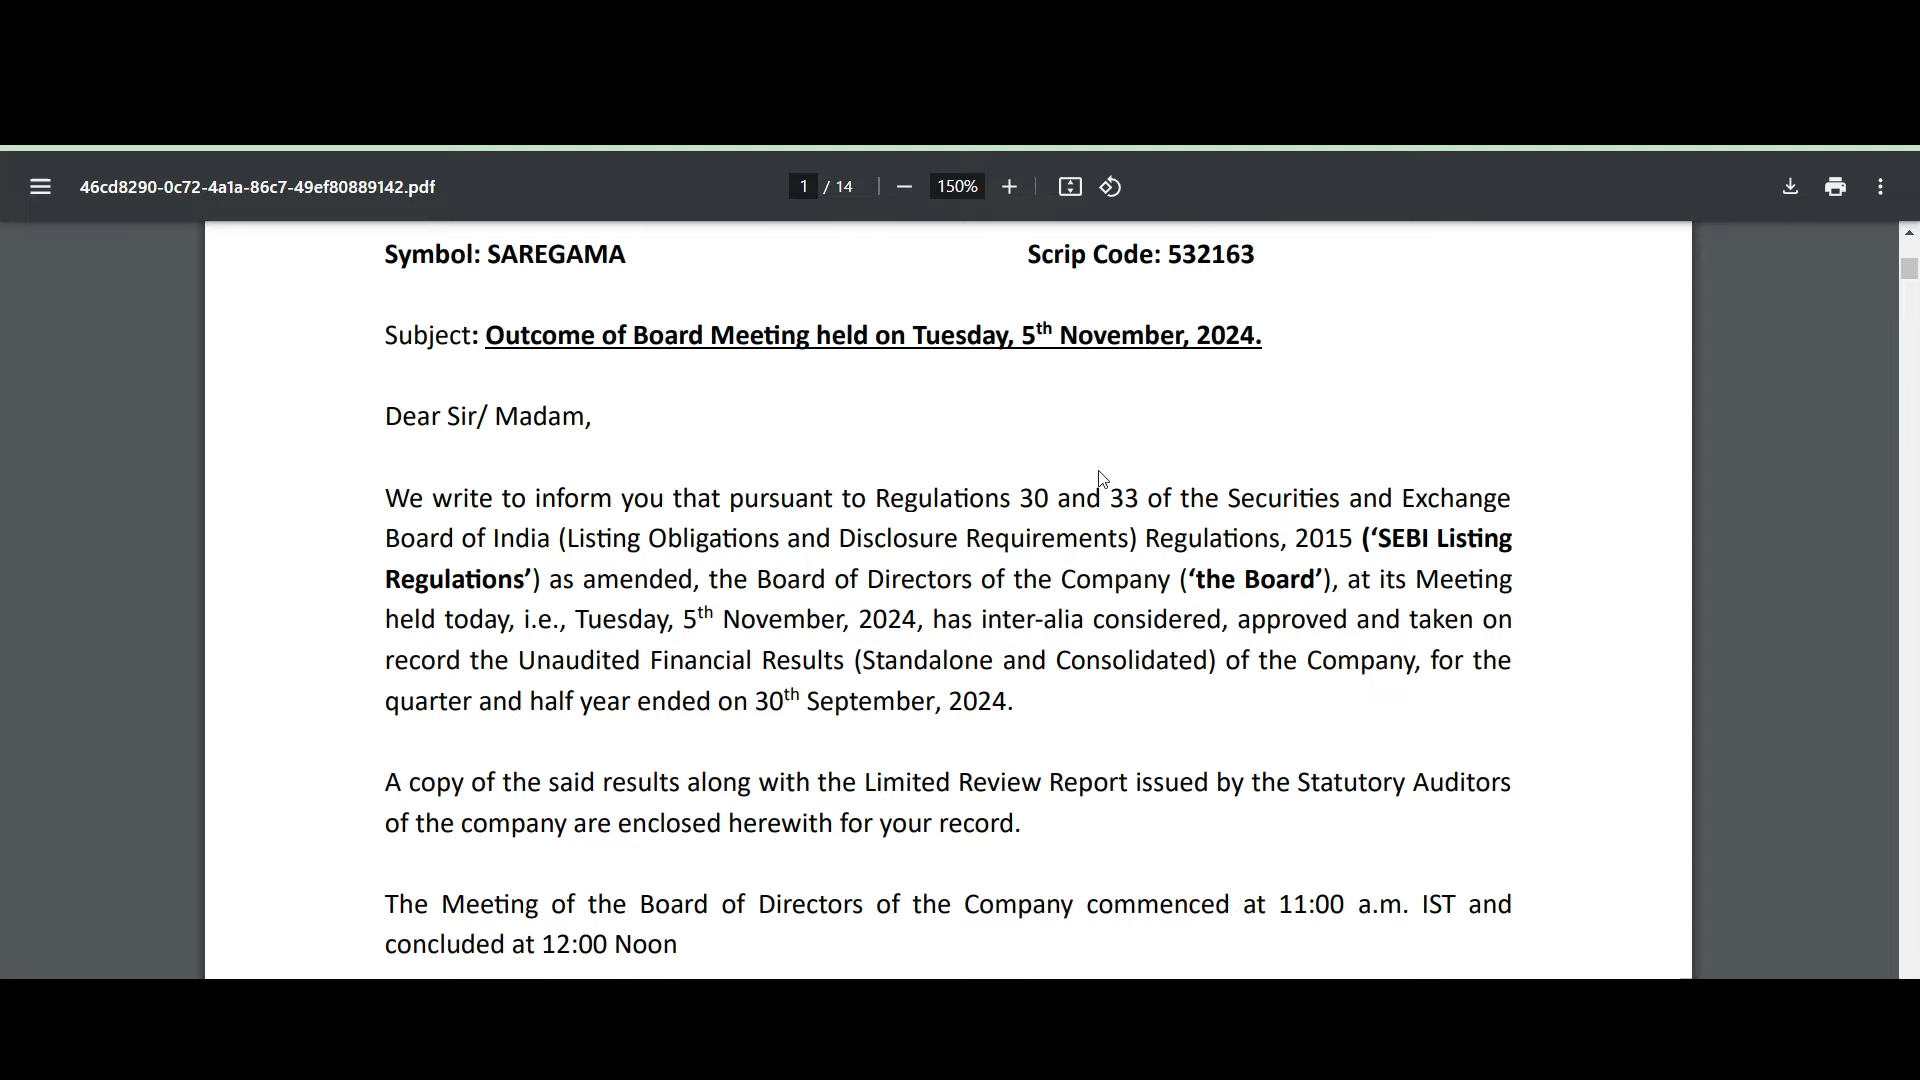 46cd8290-0c72-4a1a-86c7-49ef80889142.pdf
1 / 14
150%
Symbol: SAREGAMA Scrip Code: 532163
Subject: Outcome of Board Meeting held on Tuesday, 5th November, 2024.
Dear Sir/ Madam,
We write to inform you that pursuant to Regulations 30 and 33 of the Securities and Exchange
Board of India (Listing Obligations and Disclosure Requirements) Regulations, 2015 (‘SEBI Listing
Regulations’) as amended, the Board of Directors of the Company (‘the Board’), at its Meeting
held today, i.e., Tuesday, 5th November, 2024, has inter-alia considered, approved and taken on
record the Unaudited Financial Results (Standalone and Consolidated) of the Company, for the
quarter and half year ended on 30th September, 2024.
A copy of the said results along with the Limited Review Report issued by the Statutory Auditors
of the company are enclosed herewith for your record.
The Meeting of the Board of Directors of the Company commenced at 11:00 a.m. IST and
concluded at 12:00 Noon